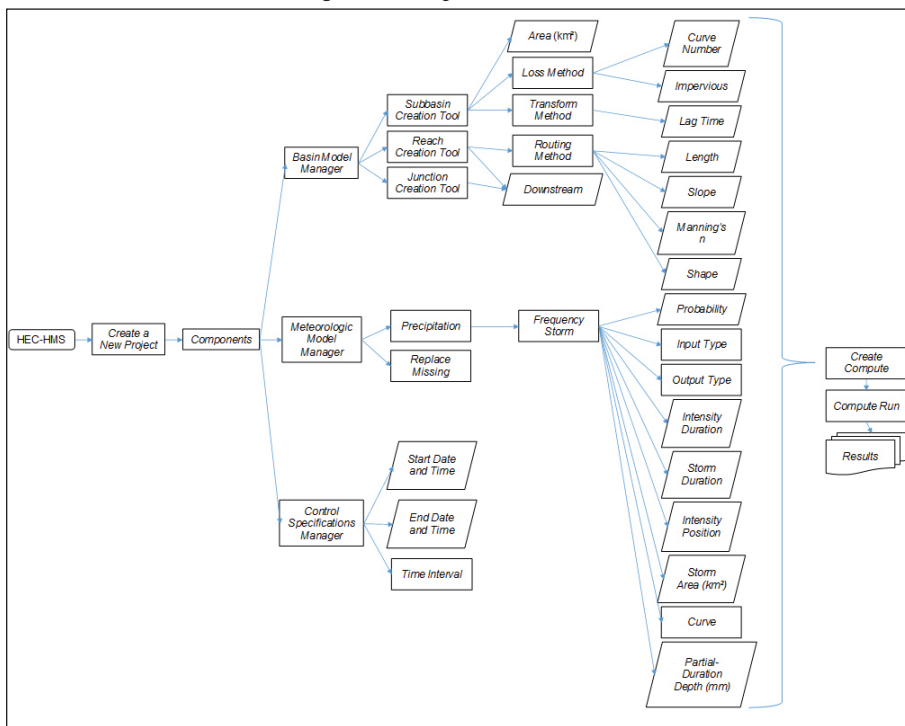 HEC-HMS
Create a
New Project
Components
Basin Model
Manager
Subbasin
Creation Tool
Reach
Creation Tool
Junction
Creation Tool
Area (km²)
Loss Method
Transform
Method
Routing
Method
Downstream
Curve
Number
Impervious
Lag Time
Length
Slope
Manning's
n
Shape
Meteorologic
Model
Manager
Precipitation
Replace
Missing
Frequency
Storm
Probability
Input Type
Output Type
Intensity
Duration
Storm
Duration
Intensity
Position
Storm
Area (km²)
Curve
Partial-
Duration
Depth (mm)
Control
Specifications
Manager
Start Date
and Time
End Date
and Time
Time Interval
Create
Compute
Compute Run
Results